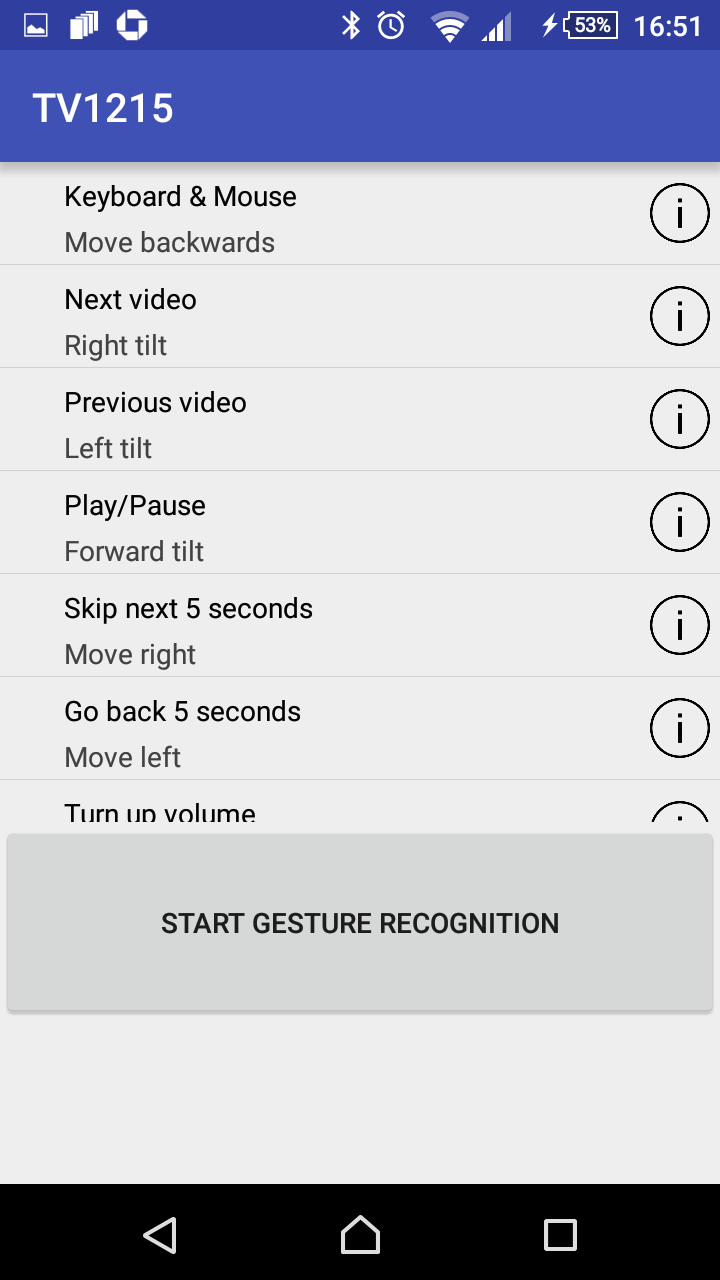 53% 16:51
TV1215
Keyboard & Mouse
Move backwards
Next video
Right tilt
Previous video
Left tilt
Play/Pause
Forward tilt
Skip next 5 seconds
Move right
Go back 5 seconds
Move left
Turn up volume
START GESTURE RECOGNITION